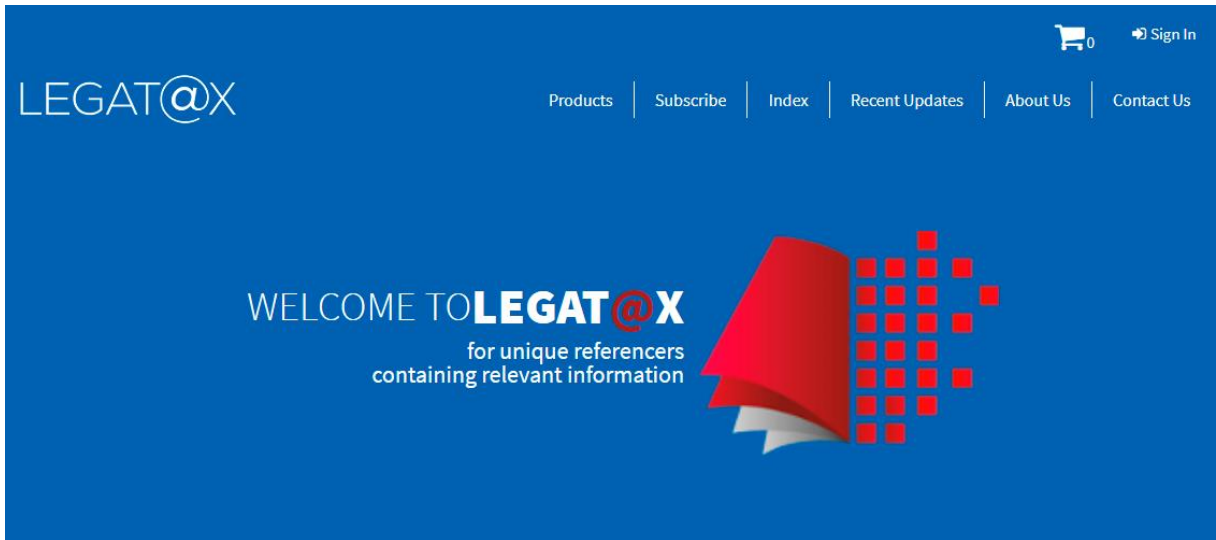 0 Sign In
LEGAT@X
Products Subscribe Index Recent Updates About Us Contact Us
WELCOME TOLEGAT@X
for unique referencers
containing relevant information